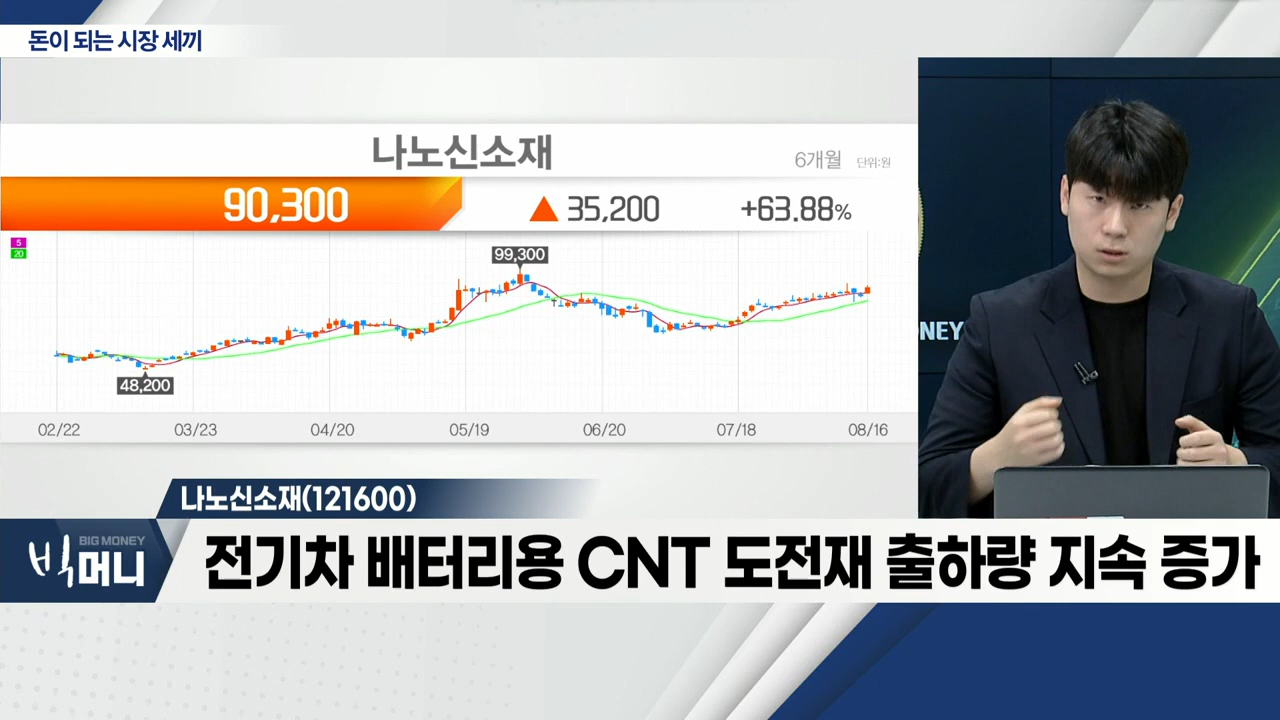 돈이 되는 시장 세끼
나노신소재
6개월 단위:원
90,300 ▲ 35,200 +63.88%
5
20
99,300
48,200
02/22 03/23 04/20 05/19 06/20 07/18 08/16
NEY
나노신소재(121600)
BIG MONEY
빅머니
전기차 배터리용 CNT 도전재 출하량 지속 증가